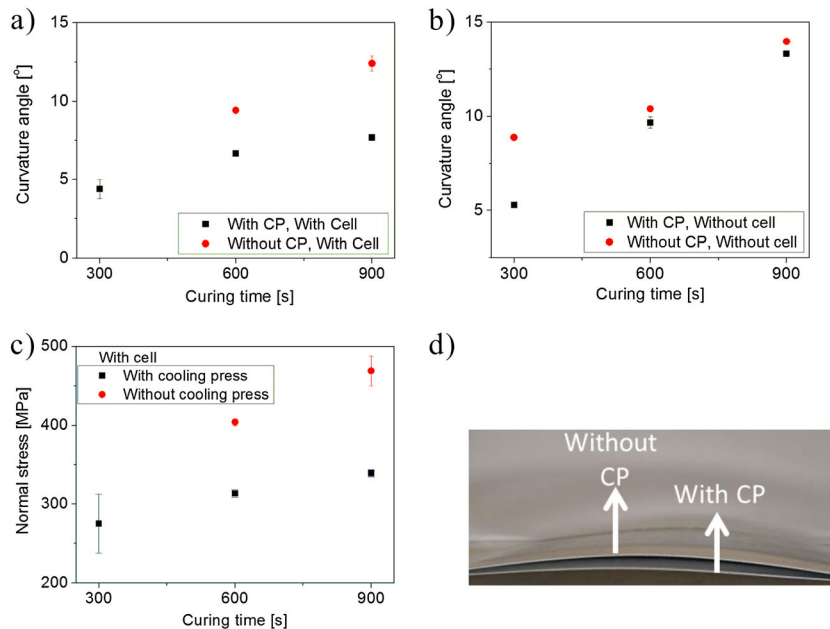 a)
15
10
5
0
Curvature angle [º]
With CP, With Cell
Without CP, With Cell
300
600
900
Curing time [s]
b)
15
10
5
Curvature angle [º]
With CP, Without cell
Without CP, Without cell
300
600
900
Curing time [s]
c)
500
400
300
200
Normal stress [MPa]
With cell
With cooling press
Without cooling press
300
600
900
Curing time [s]
d)
Without
CP
With CP